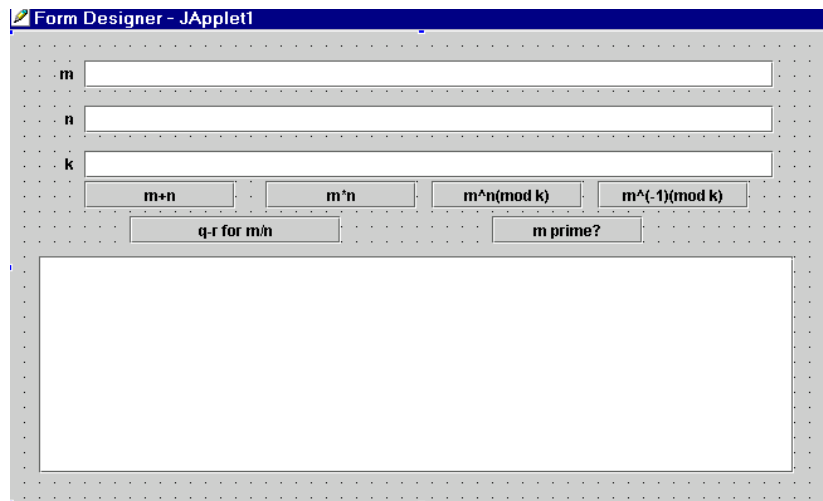 Form Designer - JApplet1
m
n
k
m+n m*n m^n(mod k) m^(-1)(mod k)
q-r for m/n m prime?